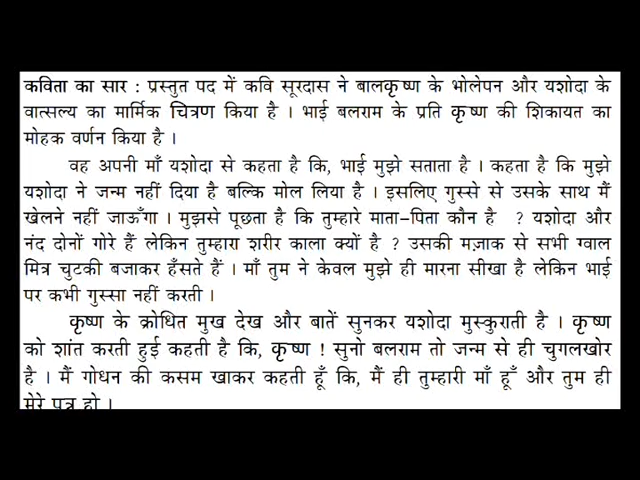 कविता का सार : प्रस्तुत पद में कवि सूरदास ने बालकृष्ण के भोलेपन और यशोदा के
वात्सल्य का मार्मिक चित्रण किया है । भाई बलराम के प्रति कृष्ण की शिकायत का
मोहक वर्णन किया है ।
वह अपनी माँ यशोदा से कहता है कि, भाई मुझे सताता है । कहता है कि मुझे
यशोदा ने जन्म नहीं दिया है बल्कि मोल लिया है । इसलिए गुस्से से उसके साथ मैं
खेलने नहीं जाऊँगा । मुझसे पूछता है कि तुम्हारे माता-पिता कौन है ? यशोदा और
नंद दोनों गोरे हैं लेकिन तुम्हारा शरीर काला क्यों है ? उसकी मज़ाक से सभी ग्वाल
मित्र चुटकी बजाकर हँसते हैं । माँ तुम ने केवल मुझे ही मारना सीखा है लेकिन भाई
पर कभी गुस्सा नहीं करती ।
कृष्ण के क्रोधित मुख देख और बातें सुनकर यशोदा मुस्कुराती है । कृष्ण
को शांत करती हुई कहती है कि, कृष्ण ! सुनो बलराम तो जन्म से ही चुगलखोर
है । मैं गोधन की कसम खाकर कहती हूँ कि, मैं ही तुम्हारी माँ हूँ और तुम ही
मेरे पुत्र हो ।